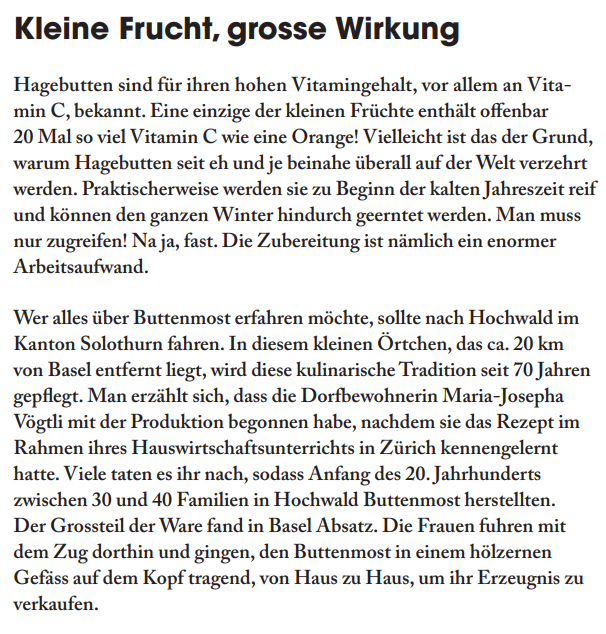 Kleine Frucht, grosse Wirkung
Hagebutten sind für ihren hohen Vitamingehalt, vor allem an Vita-
min C, bekannt. Eine einzige der kleinen Früchte enthält offenbar
20 Mal so viel Vitamin C wie eine Orange! Vielleicht ist das der Grund,
warum Hagebutten seit eh und je beinahe überall auf der Welt verzehrt
werden. Praktischerweise werden sie zu Beginn der kalten Jahreszeit reif
und können den ganzen Winter hindurch geerntet werden. Man muss
nur zugreifen! Na ja, fast. Die Zubereitung ist nämlich ein enormer
Arbeitsaufwand.
Wer alles über Buttenmost erfahren möchte, sollte nach Hochwald im
Kanton Solothurn fahren. In diesem kleinen Örtchen, das ca. 20 km
von Basel entfernt liegt, wird diese kulinarische Tradition seit 70 Jahren
gepflegt. Man erzählt sich, dass die Dorfbewohnerin Maria-Josepha
Vögtli mit der Produktion begonnen habe, nachdem sie das Rezept im
Rahmen ihres Hauswirtschaftsunterrichts in Zürich kennengelernt
hatte. Viele taten es ihr nach, sodass Anfang des 20. Jahrhunderts
zwischen 30 und 40 Familien in Hochwald Buttenmost herstellten.
Der Grossteil der Ware fand in Basel Absatz. Die Frauen fuhren mit
dem Zug dorthin und gingen, den Buttenmost in einem hölzernen
Gefäss auf dem Kopf tragend, von Haus zu Haus, um ihr Erzeugnis zu
verkaufen.